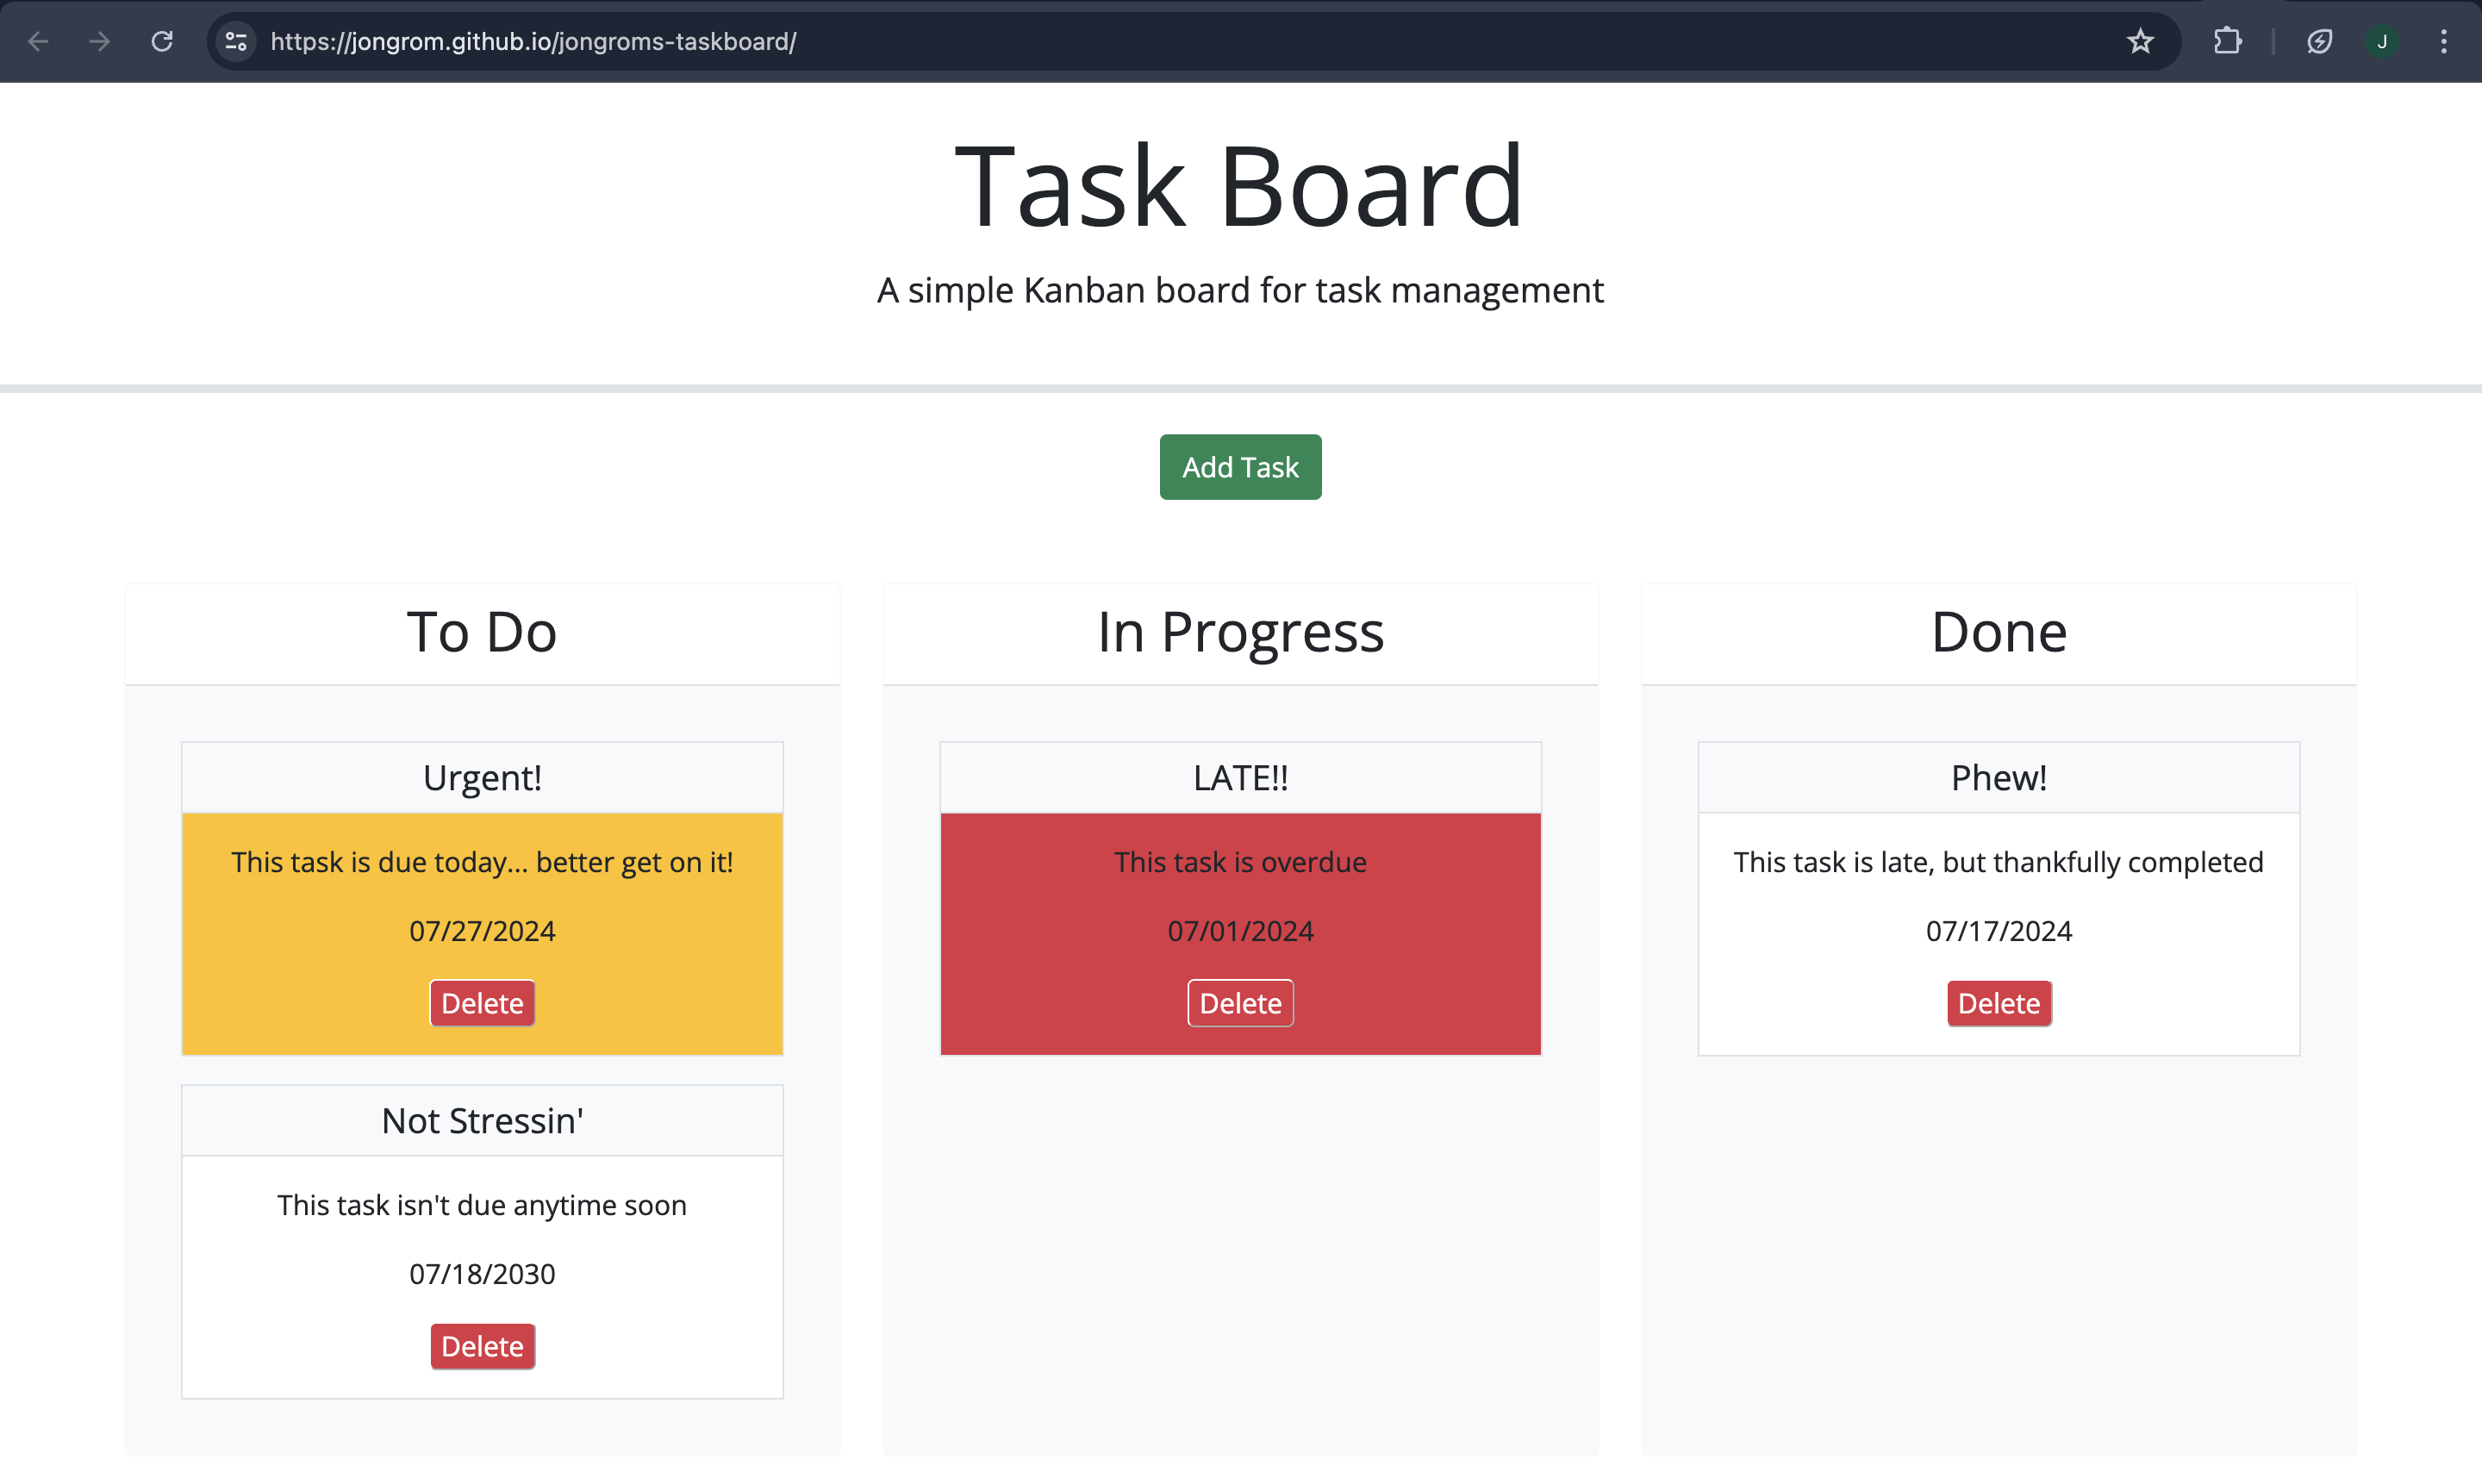 https://jongrom.github.io/jongroms-taskboard/
J
Task Board
A simple Kanban board for task management
Add Task
To Do
Urgent!
This task is due today... better get on it!
07/27/2024
Delete
Not Stressin'
This task isn't due anytime soon
07/18/2030
Delete
In Progress
LATE!!
This task is overdue
07/01/2024
Delete
Done
Phew!
This task is late, but thankfully completed
07/17/2024
Delete